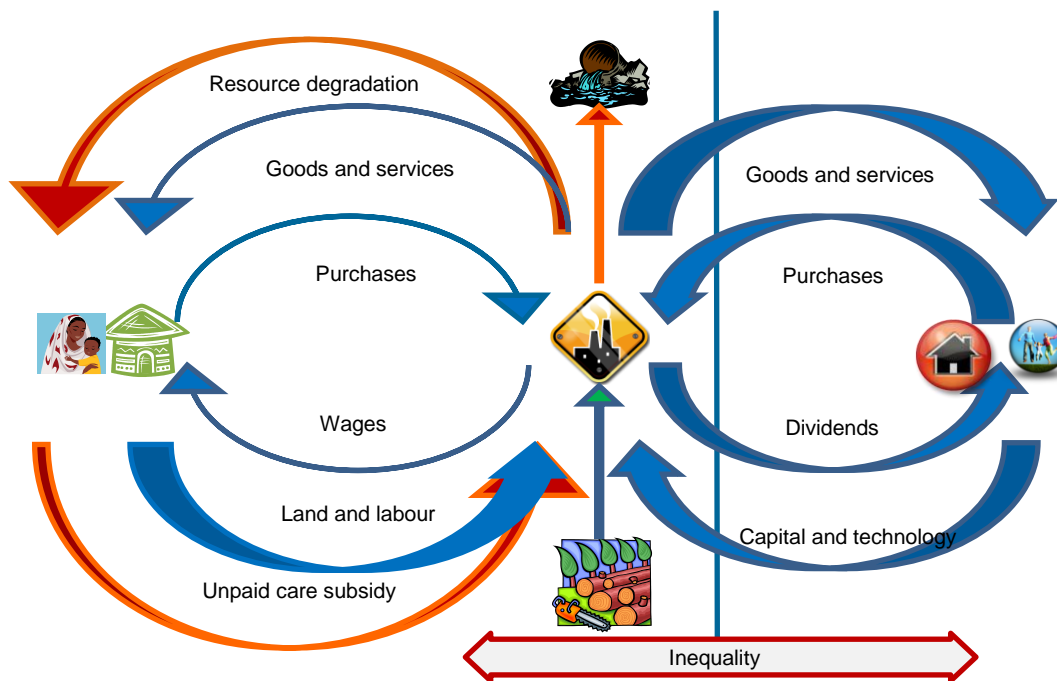 Resource degradation
Goods and services
Goods and services
Purchases
Purchases
Wages
Dividends
Land and labour
Capital and technology
Unpaid care subsidy
Inequality